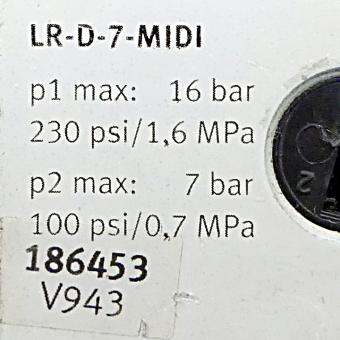 LR-D-7-MIDI
p1 max: 16 bar
230 psi/1,6 MPa
p2 max: 7 bar
100 psi/0,7 MPa
186453
V943
2